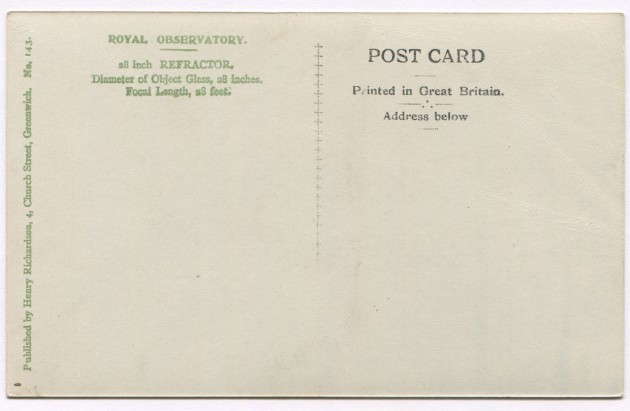 ROYAL OBSERVATORY.
28 inch REFRACTOR.
Diameter of Object Glass, 28 inches.
Focal Length, 28 feet.
POST CARD
Printed in Great Britain.
Address below
Published by Henry Richardson, 4, Church Street, Greenwich. No. 143.